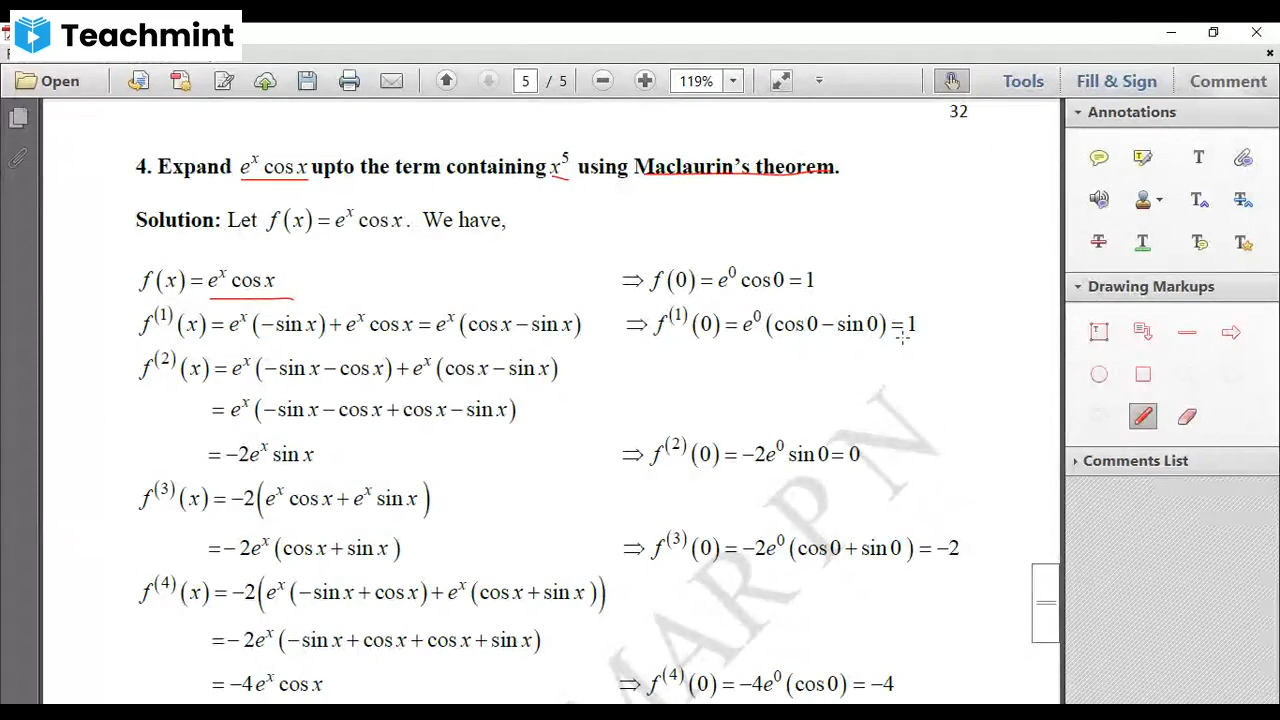 Teachmint
Open
5 / 5
119%
Tools
Fill & Sign
Comment
32
Annotations
4. Expand e^x cos x upto the term containing x^5 using Maclaurin's theorem.
Solution: Let f(x) = e^x cos x. We have,
f(x) = e^x cos x ⇒ f(0) = e^0 cos 0 = 1
f^(1)(x) = e^x(−sin x) + e^x cos x = e^x(cos x − sin x) ⇒ f^(1)(0) = e^0(cos 0 − sin 0) = 1
f^(2)(x) = e^x(−sin x − cos x) + e^x(cos x − sin x)
= e^x(−sin x − cos x + cos x − sin x)
= −2e^x sin x ⇒ f^(2)(0) = −2e^0 sin 0 = 0
f^(3)(x) = −2(e^x cos x + e^x sin x)
= −2e^x(cos x + sin x) ⇒ f^(3)(0) = −2e^0(cos 0 + sin 0) = −2
f^(4)(x) = −2(e^x(−sin x + cos x) + e^x(cos x + sin x))
= −2e^x(−sin x + cos x + cos x + sin x)
= −4e^x cos x ⇒ f^(4)(0) = −4e^0(cos 0) = −4
MAR P N
Drawing Markups
Comments List